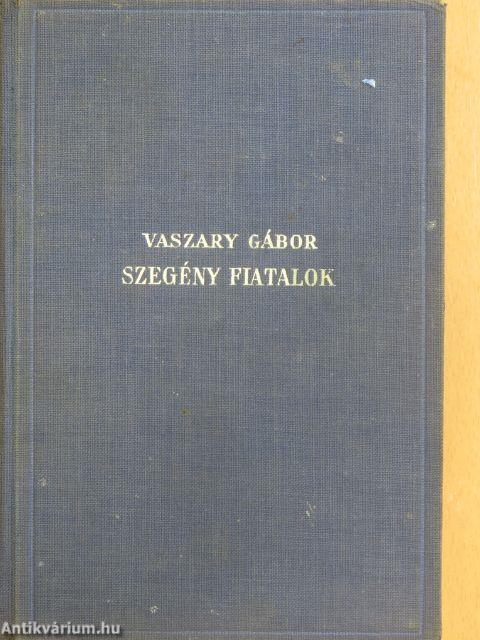 VASZARY GÁBOR
SZEGÉNY FIATALOK
Antikvárium.hu